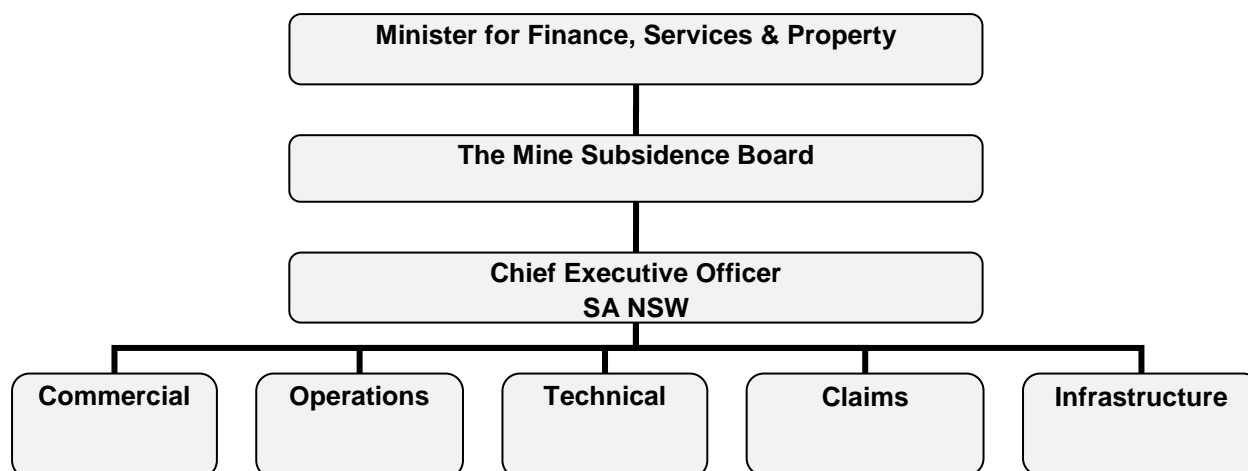 Minister for Finance, Services & Property
The Mine Subsidence Board
Chief Executive Officer
SA NSW
Commercial
Operations
Technical
Claims
Infrastructure